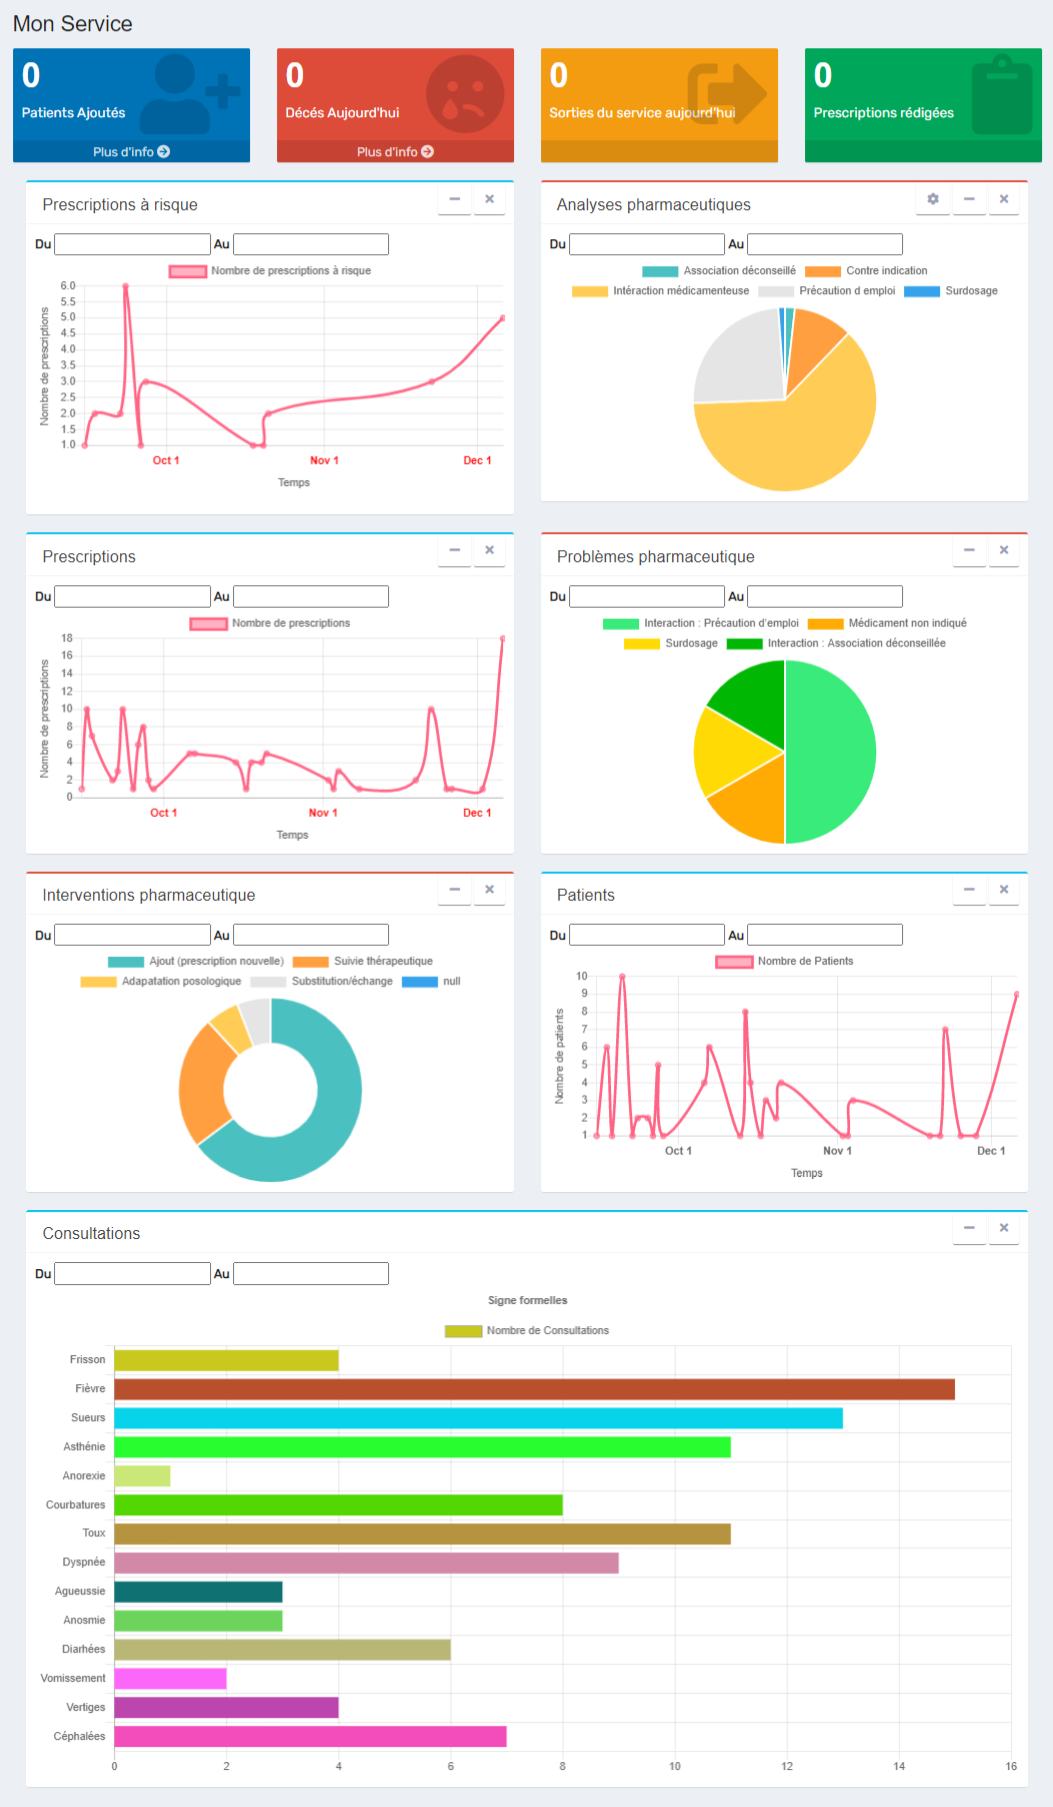 Mon Service
0
Patients Ajoutés
Plus d'info
0
Décés Aujourd'hui
Plus d'info
0
Sorties du service aujourd'hui
0
Prescriptions rédigées
Prescriptions à risque
Du Au
Nombre de prescriptions à risque
Nombre de prescriptions
6.0
5.5
5.0
4.5
4.0
3.5
3.0
2.5
2.0
1.5
1.0
Oct 1 Nov 1 Dec 1
Temps
Analyses pharmaceutiques
Du Au
Association déconseillé Contre indication
Intéraction médicamenteuse Précaution d emploi Surdosage
Prescriptions
Du Au
Nombre de prescriptions
Nombre de prescriptions
18
16
14
12
10
8
6
4
2
0
Oct 1 Nov 1 Dec 1
Temps
Problèmes pharmaceutique
Du Au
Interaction : Précaution d'emploi Médicament non indiqué
Surdosage Interaction : Association déconseillée
Interventions pharmaceutique
Du Au
Ajout (prescription nouvelle) Suivie thérapeutique
Adapatation posologique Substitution/échange null
Patients
Du Au
Nombre de Patients
Nombre de patients
10
9
8
7
6
5
4
3
2
1
Oct 1 Nov 1 Dec 1
Temps
Consultations
Du Au
Signe formelles
Nombre de Consultations
Frisson
Fièvre
Sueurs
Asthénie
Anorexie
Courbatures
Toux
Dyspnée
Agueussie
Anosmie
Diarhées
Vomissement
Vertiges
Céphalées
0 2 4 6 8 10 12 14 16